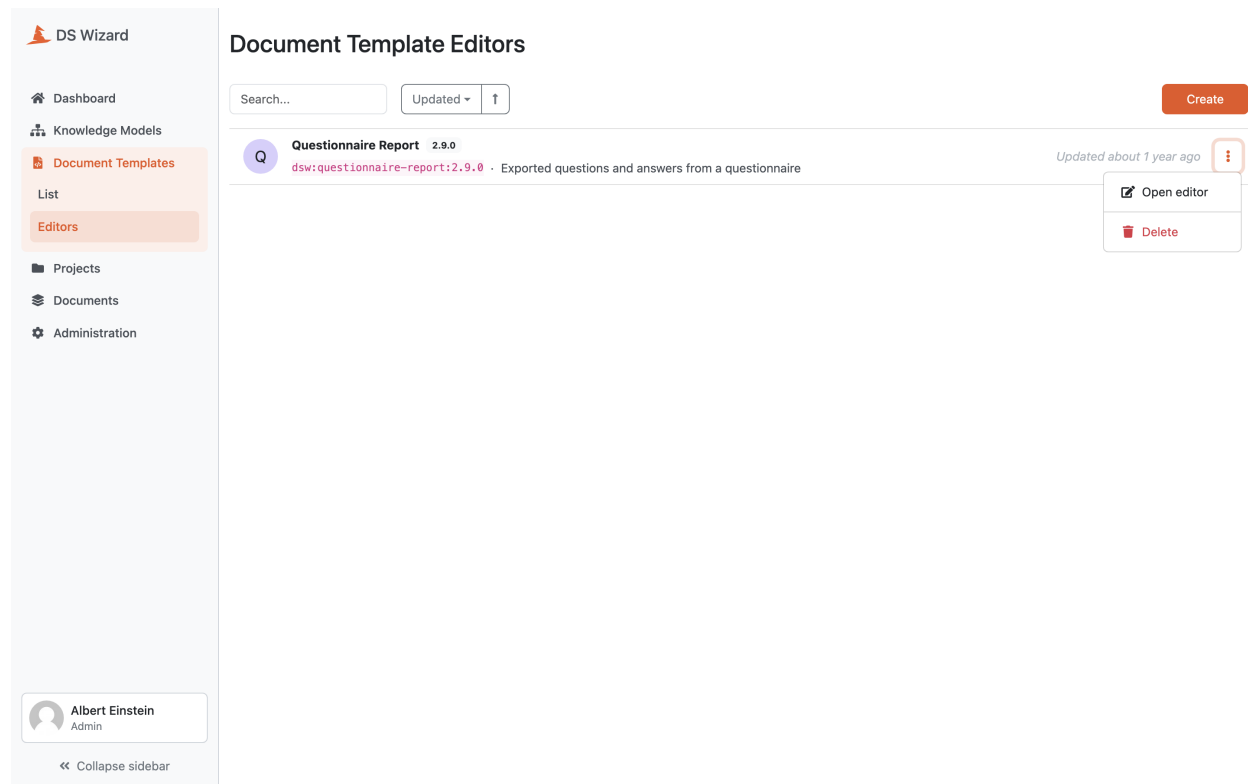 DS Wizard
Dashboard
Knowledge Models
Document Templates
List
Editors
Projects
Documents
Administration
Albert Einstein
Admin
Collapse sidebar
Document Template Editors
Search...
Updated
Create
Q
Questionnaire Report 2.9.0
dsw:questionnaire-report:2.9.0 · Exported questions and answers from a questionnaire
Updated about 1 year ago
Open editor
Delete